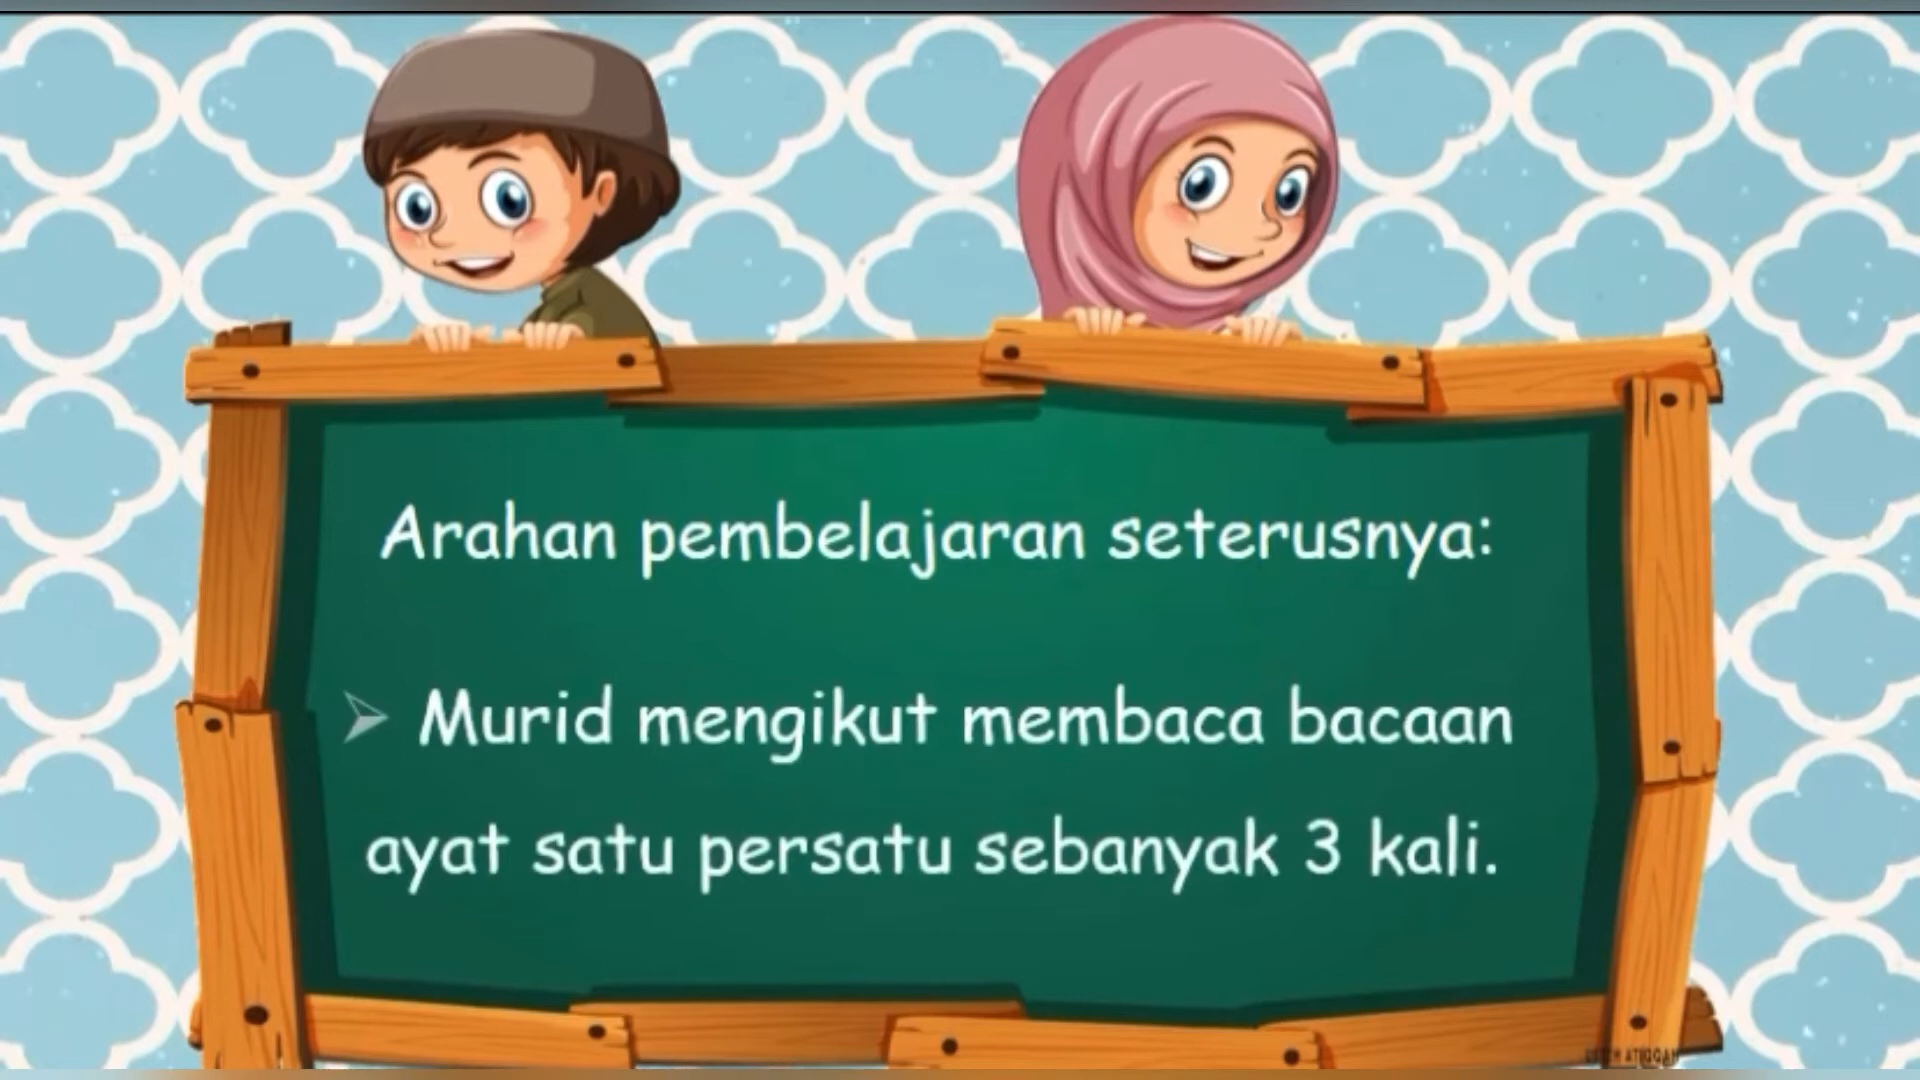 Arahan pembelajaran seterusnya:
➢ Murid mengikut membaca bacaan
ayat satu persatu sebanyak 3 kali.